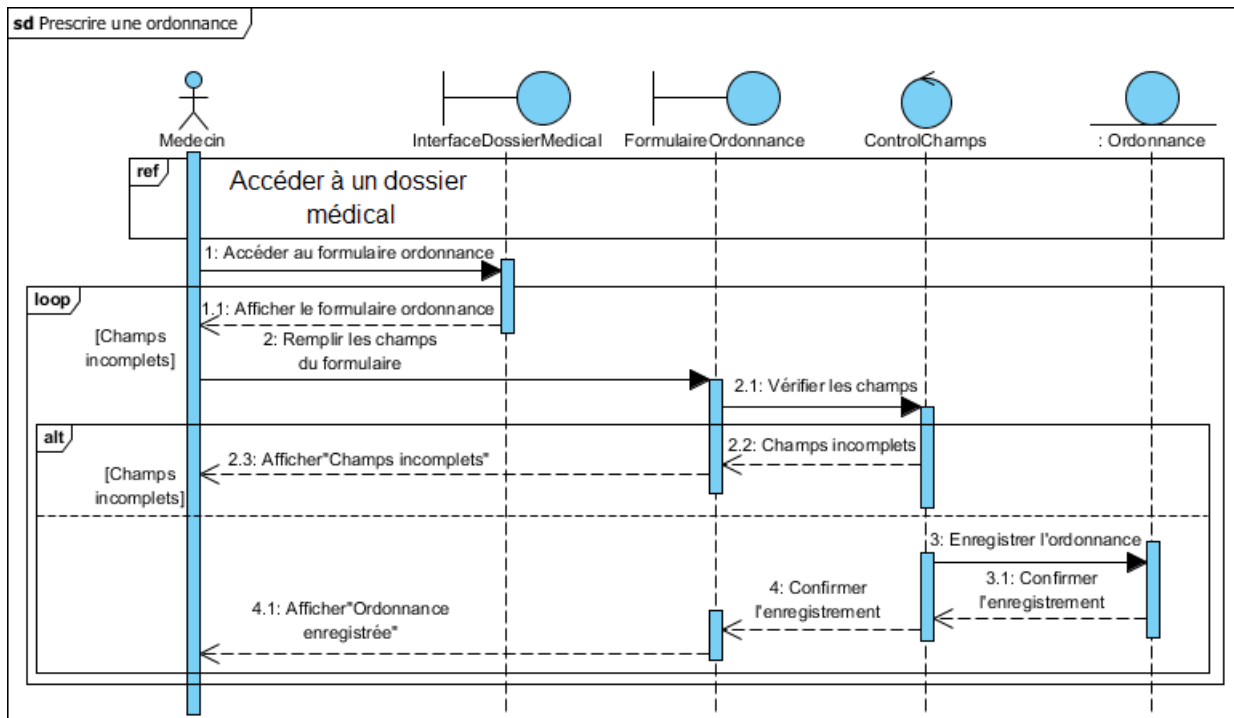 sd Prescrire une ordonnance
Medecin
InterfaceDossierMedical
FormulaireOrdonnance
ControlChamps
: Ordonnance
ref
Accéder à un dossier
médical
1: Accéder au formulaire ordonnance
loop
[Champs
incomplets]
1.1: Afficher le formulaire ordonnance
2: Remplir les champs
du formulaire
2.1: Vérifier les champs
alt
[Champs
incomplets]
2.2: Champs incomplets
2.3: Afficher"Champs incomplets"
3: Enregistrer l'ordonnance
3.1: Confirmer
l'enregistrement
4: Confirmer
l'enregistrement
4.1: Afficher"Ordonnance
enregistrée"